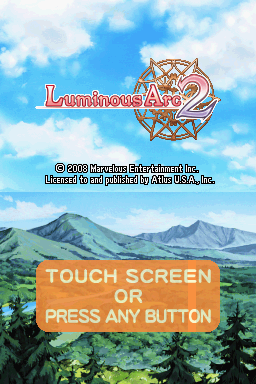 Luminous Arc 2
© 2008 Marvelous Entertainment Inc.
Licensed to and published by Atlus U.S.A., Inc.
TOUCH SCREEN
OR
PRESS ANY BUTTON